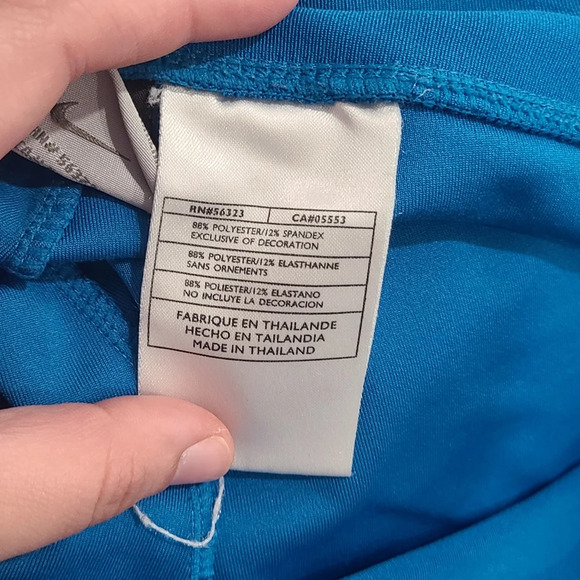 RN#56323 CA#05553
88% POLYESTER/12% SPANDEX
EXCLUSIVE OF DECORATION
88% POLYESTER/12% ELASTHANNE
SANS ORNEMENTS
88% POLIESTER/12% ELASTANO
NO INCLUYE LA DECORACION
FABRIQUE EN THAILANDE
HECHO EN TAILANDIA
MADE IN THAILAND